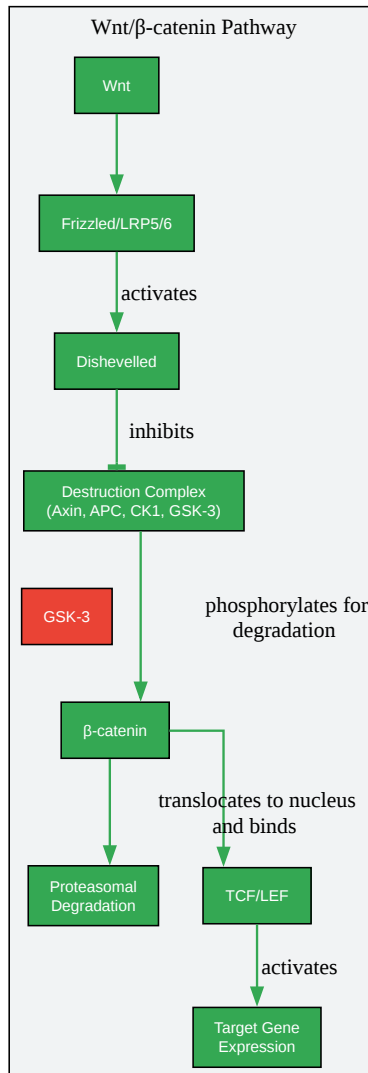 Wnt/β-catenin Pathway
Wnt
Frizzled/LRP5/6
activates
Dishevelled
inhibits
Destruction Complex
(Axin, APC, CK1, GSK-3)
GSK-3
phosphorylates for
degradation
β-catenin
translocates to nucleus
and binds
Proteasomal
Degradation
TCF/LEF
activates
Target Gene
Expression